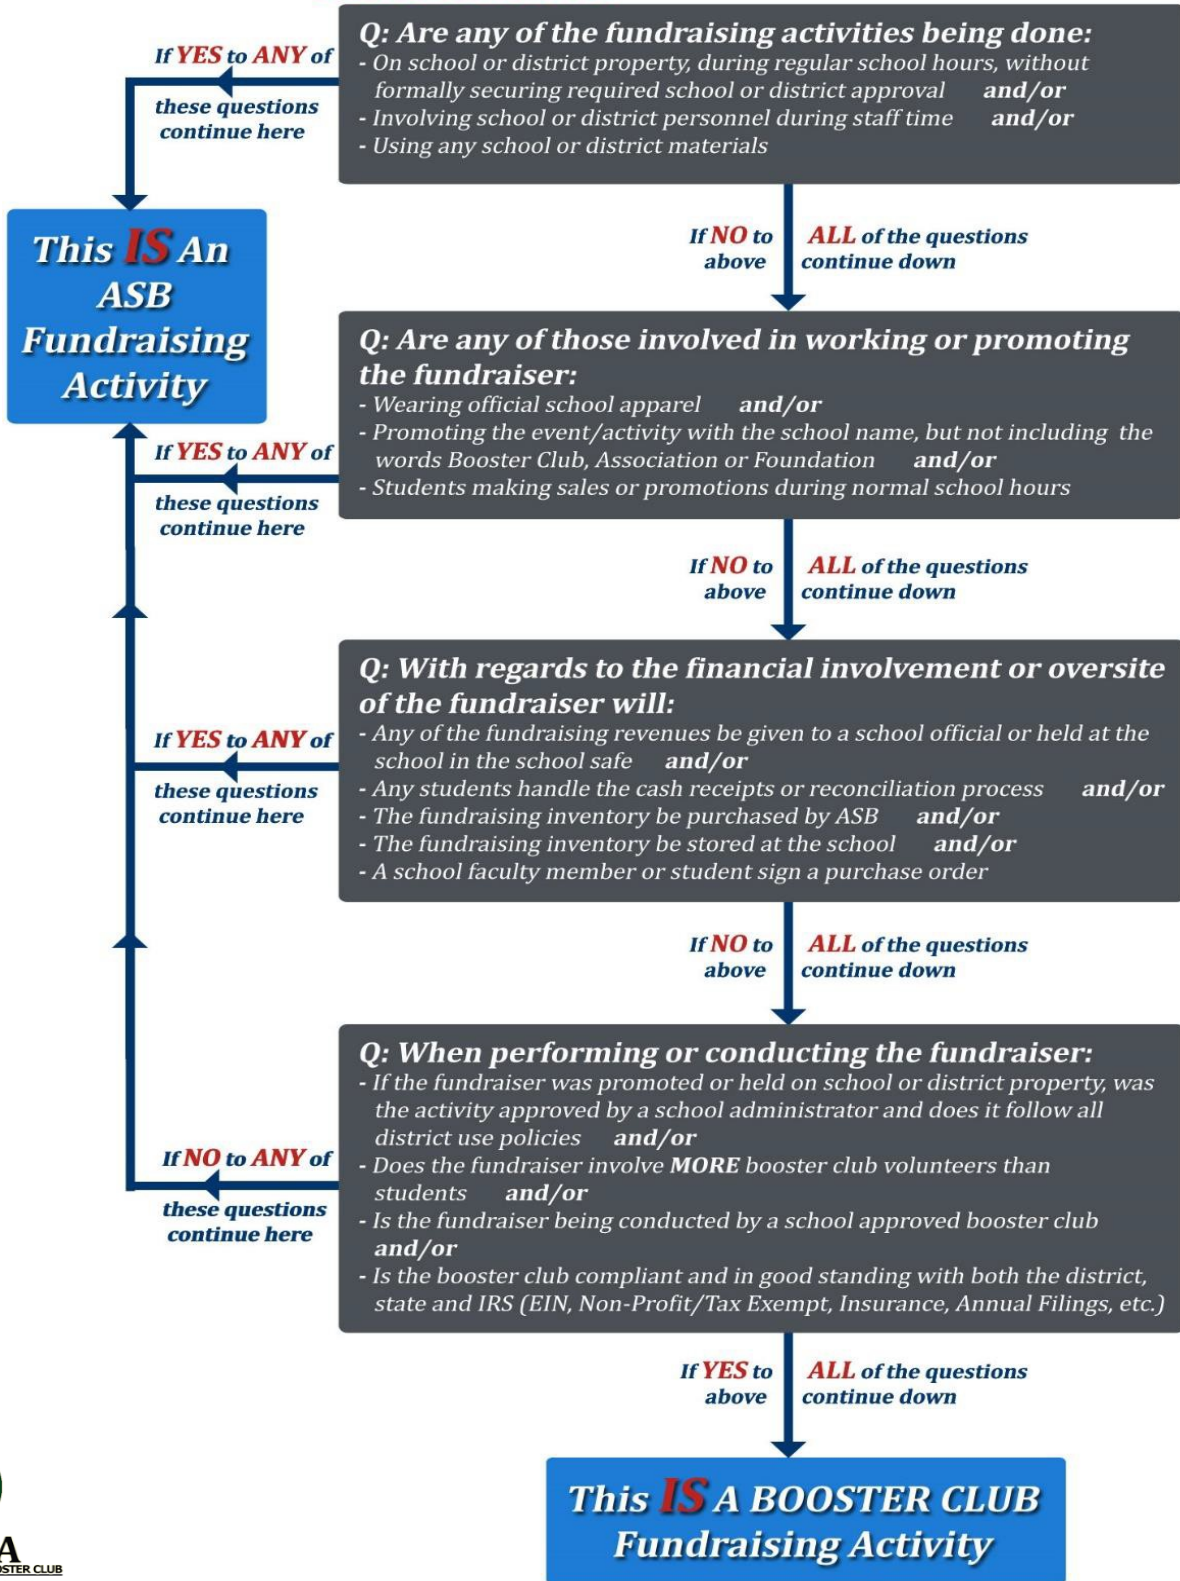 Q: Are any of the fundraising activities being done:
- On school or district property, during regular school hours, without
formally securing required school or district approval and/or
- Involving school or district personnel during staff time and/or
- Using any school or district materials
If YES to ANY of
these questions
continue here
This IS An
ASB
Fundraising
Activity
If NO to ALL of the questions
above continue down
Q: Are any of those involved in working or promoting
the fundraiser:
- Wearing official school apparel and/or
- Promoting the event/activity with the school name, but not including the
words Booster Club, Association or Foundation and/or
- Students making sales or promotions during normal school hours
If YES to ANY of
these questions
continue here
If NO to ALL of the questions
above continue down
Q: With regards to the financial involvement or oversite
of the fundraiser will:
- Any of the fundraising revenues be given to a school official or held at the
school in the school safe and/or
- Any students handle the cash receipts or reconciliation process and/or
- The fundraising inventory be purchased by ASB and/or
- The fundraising inventory be stored at the school and/or
- A school faculty member or student sign a purchase order
If YES to ANY of
these questions
continue here
If NO to ALL of the questions
above continue down
Q: When performing or conducting the fundraiser:
- If the fundraiser was promoted or held on school or district property, was
the activity approved by a school administrator and does it follow all
district use policies and/or
- Does the fundraiser involve MORE booster club volunteers than
students and/or
- Is the fundraiser being conducted by a school approved booster club
and/or
- Is the booster club compliant and in good standing with both the district,
state and IRS (EIN, Non-Profit/Tax Exempt, Insurance, Annual Filings, etc.)
If NO to ANY of
these questions
continue here
If YES to ALL of the questions
above continue down
This IS A BOOSTER CLUB
Fundraising Activity
CLUB